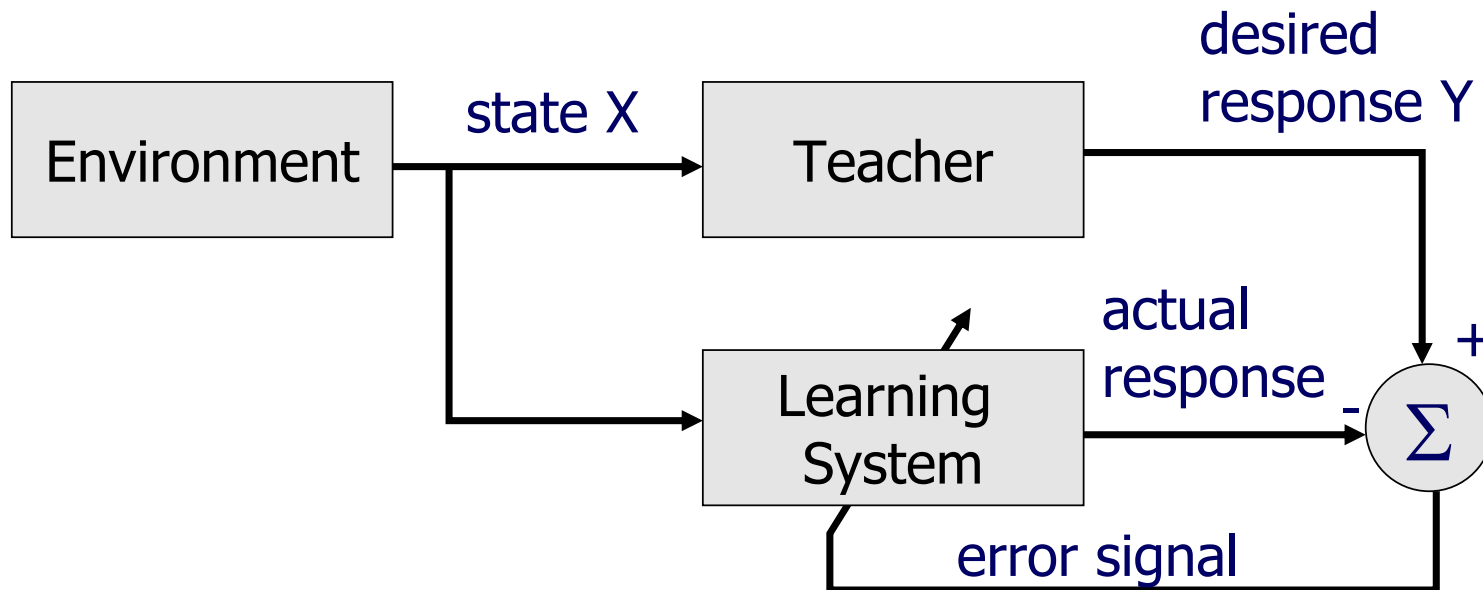 desired
response Y
state X
Environment
Teacher
actual
response
+
-
Learning
System
Σ
error signal